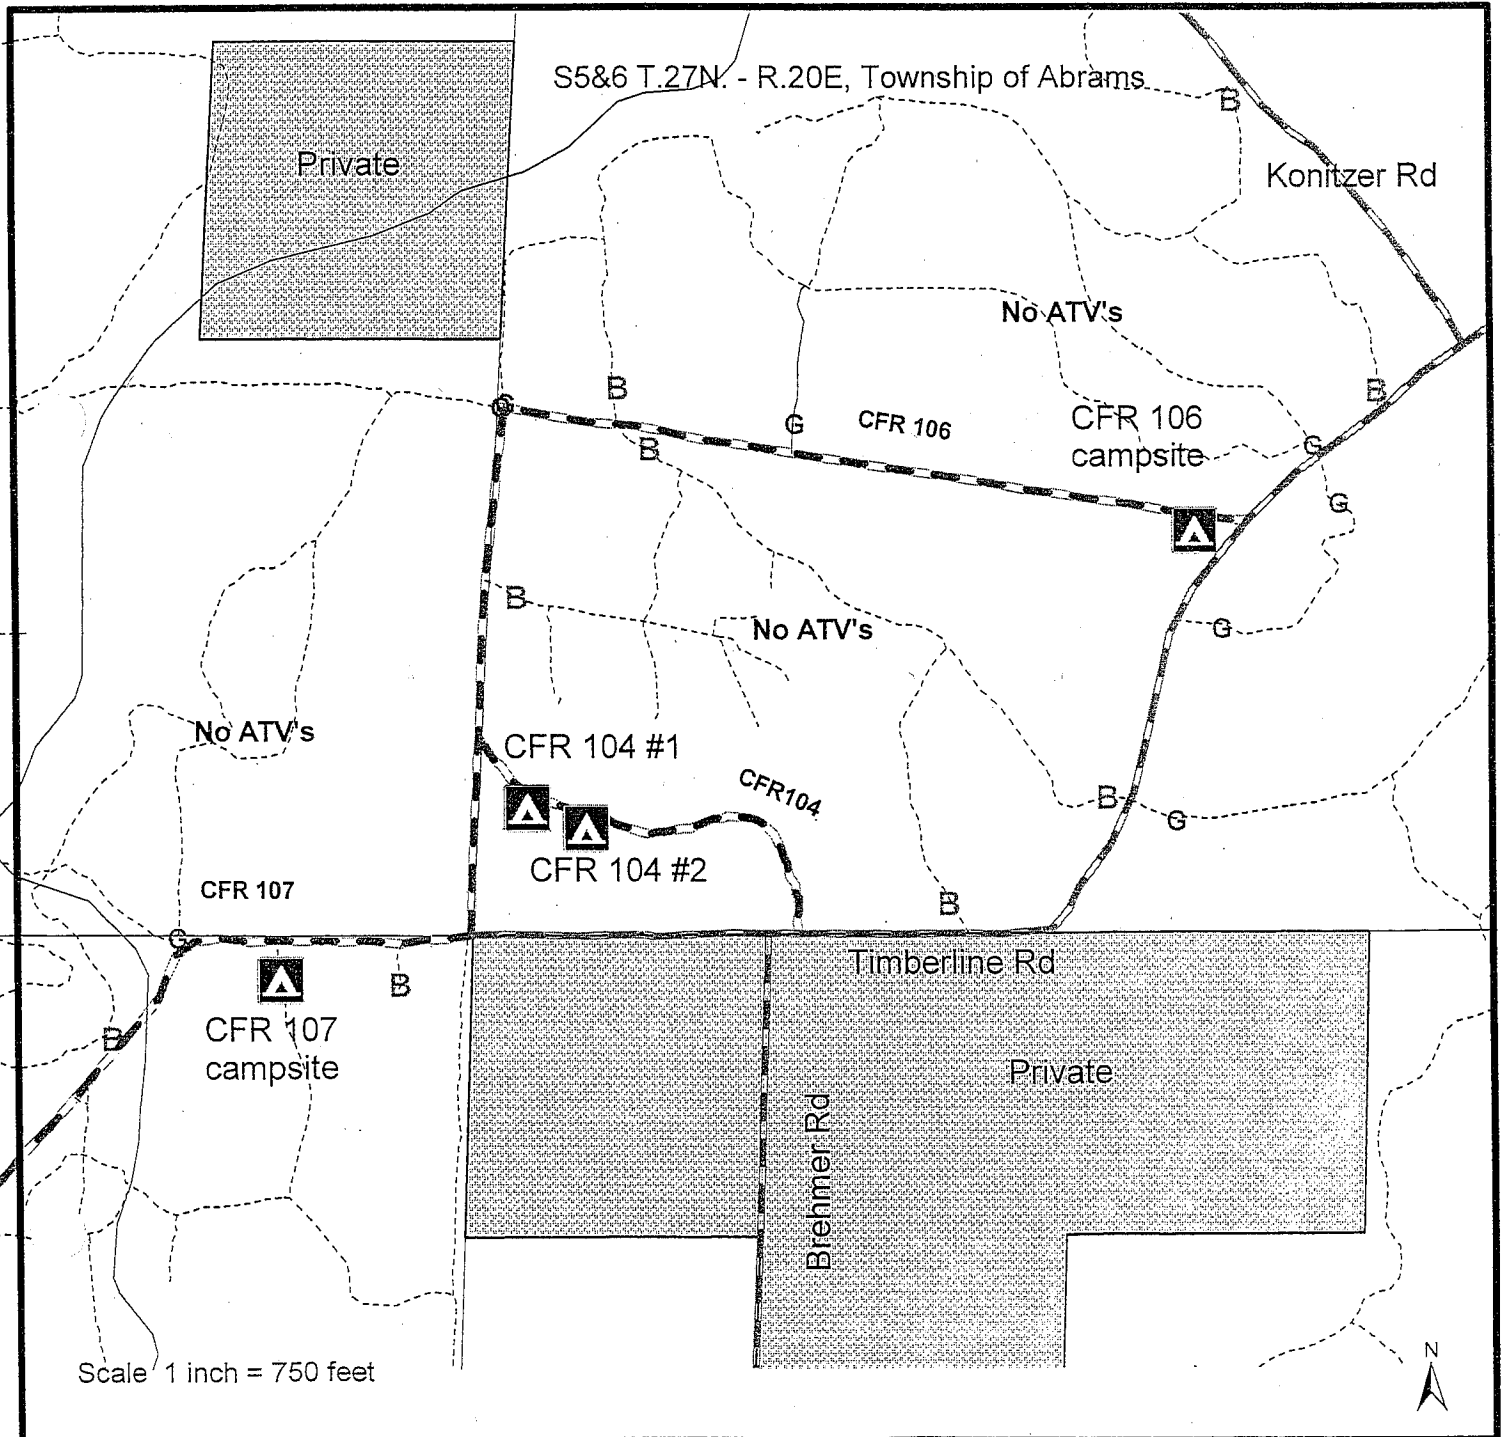 S5&6 T.27N. - R.20E, Township of Abrams
B
Private
Konitzer Rd
No ATV's
B
B
G
G
CFR 106
CFR 106
campsite
B
G
G
B
No ATV's
G
No ATV's
CFR 104 #1
CFR104
B
G
CFR 104 #2
CFR 107
B
G
Timberline Rd
B
CFR 107
campsite
B
Private
Brehmer Rd
N
Scale 1 inch = 750 feet